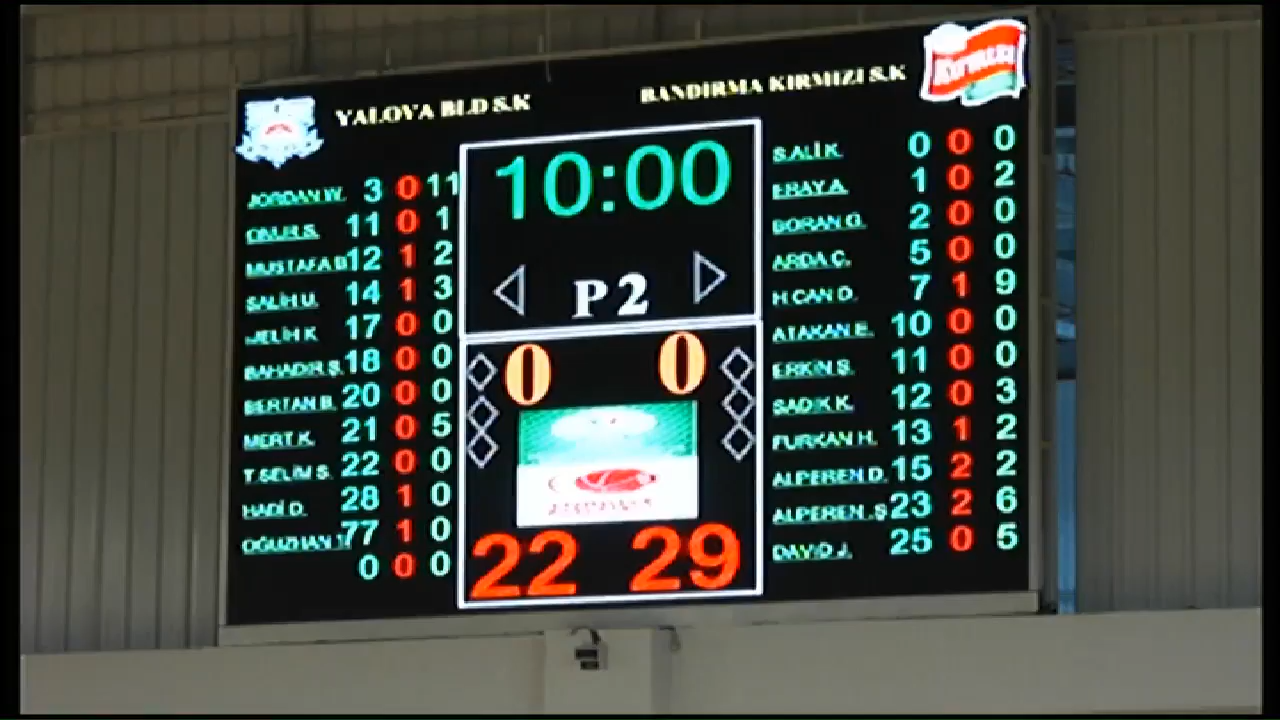 YALOVA BLD S.K
BANDIRMA KIRMIZI S.K
KIRMIZI
10:00
P2
0 0
22 29
JORDAN W. 3 0 11
ONUR S. 11 0 1
MUSTAFA B 12 1 2
SALİH U. 14 1 3
MELİH K 17 0 0
BAHADIR Ş. 18 0 0
BERTAN B. 20 0 0
MERT K. 21 0 5
T.SELİM S. 22 0 0
HADİ D. 28 1 0
OĞUZHAN 77 1 0
0 0 0
S.ALİ K. 0 0 0
ERAY A. 1 0 2
BORAN G. 2 0 0
ARDA Ç. 5 0 0
H.CAN D. 7 1 9
ATAKAN E. 10 0 0
ERKİN Ş. 11 0 0
SADIK K. 12 0 3
FURKAN H. 13 1 2
ALPEREN D. 15 2 2
ALPEREN .Ş 23 2 6
DAVID J. 25 0 5